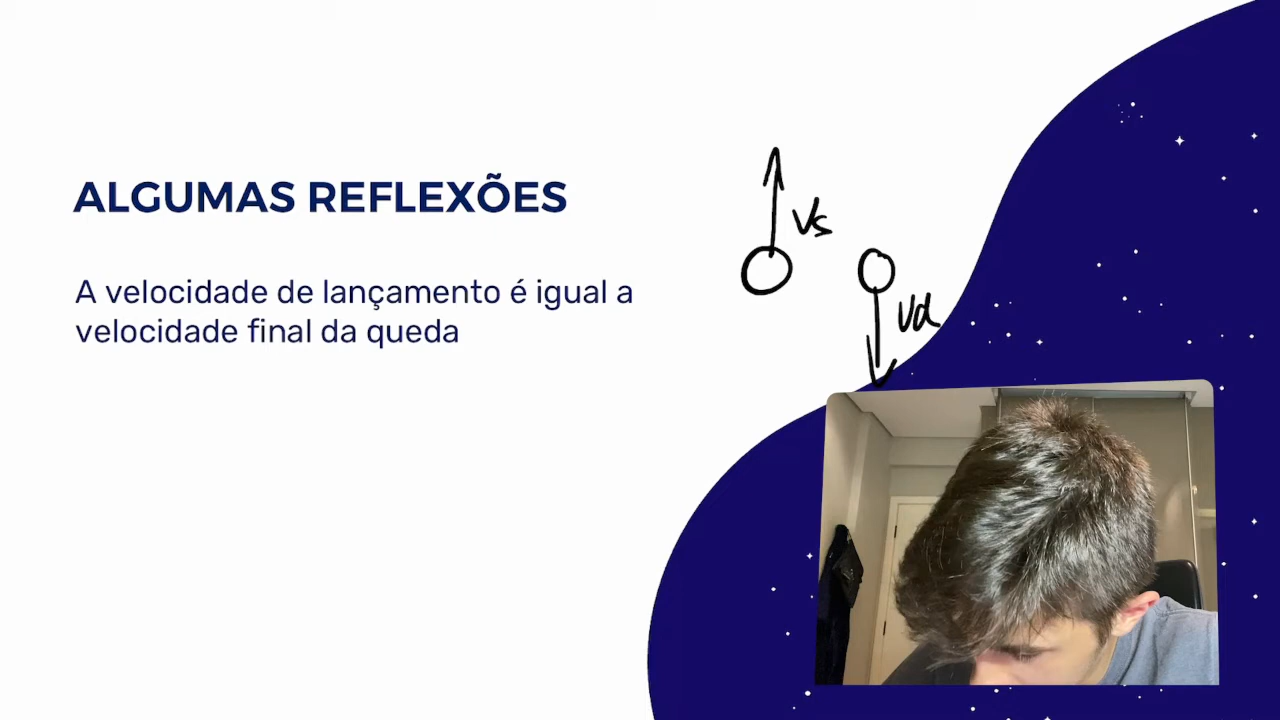 ALGUMAS REFLEXÕES
A velocidade de lançamento é igual a
velocidade final da queda
Vs
Vd